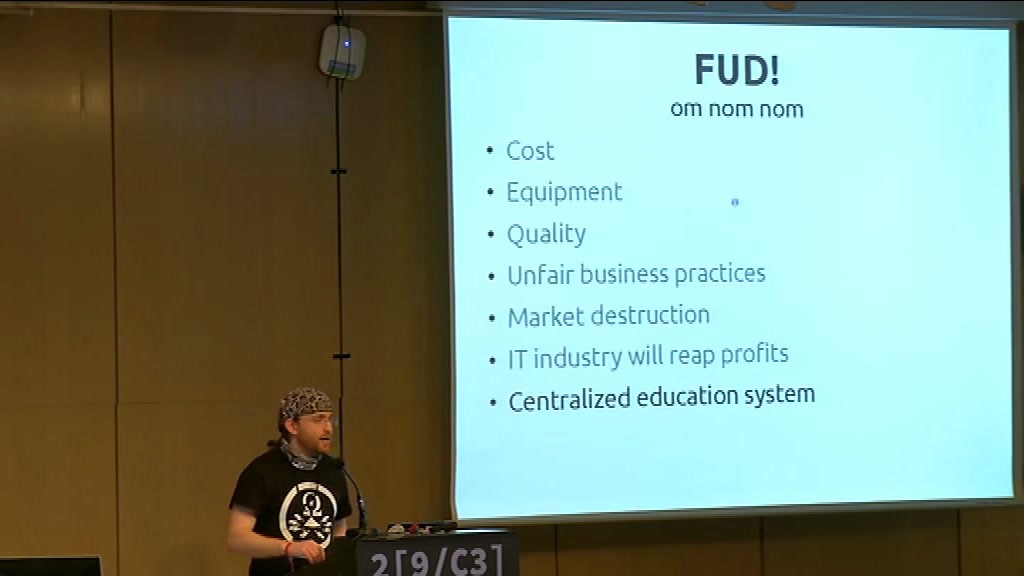 FUD!
om nom nom
• Cost
• Equipment
• Quality
• Unfair business practices
• Market destruction
• IT industry will reap profits
• Centralized education system
2[9/C3]